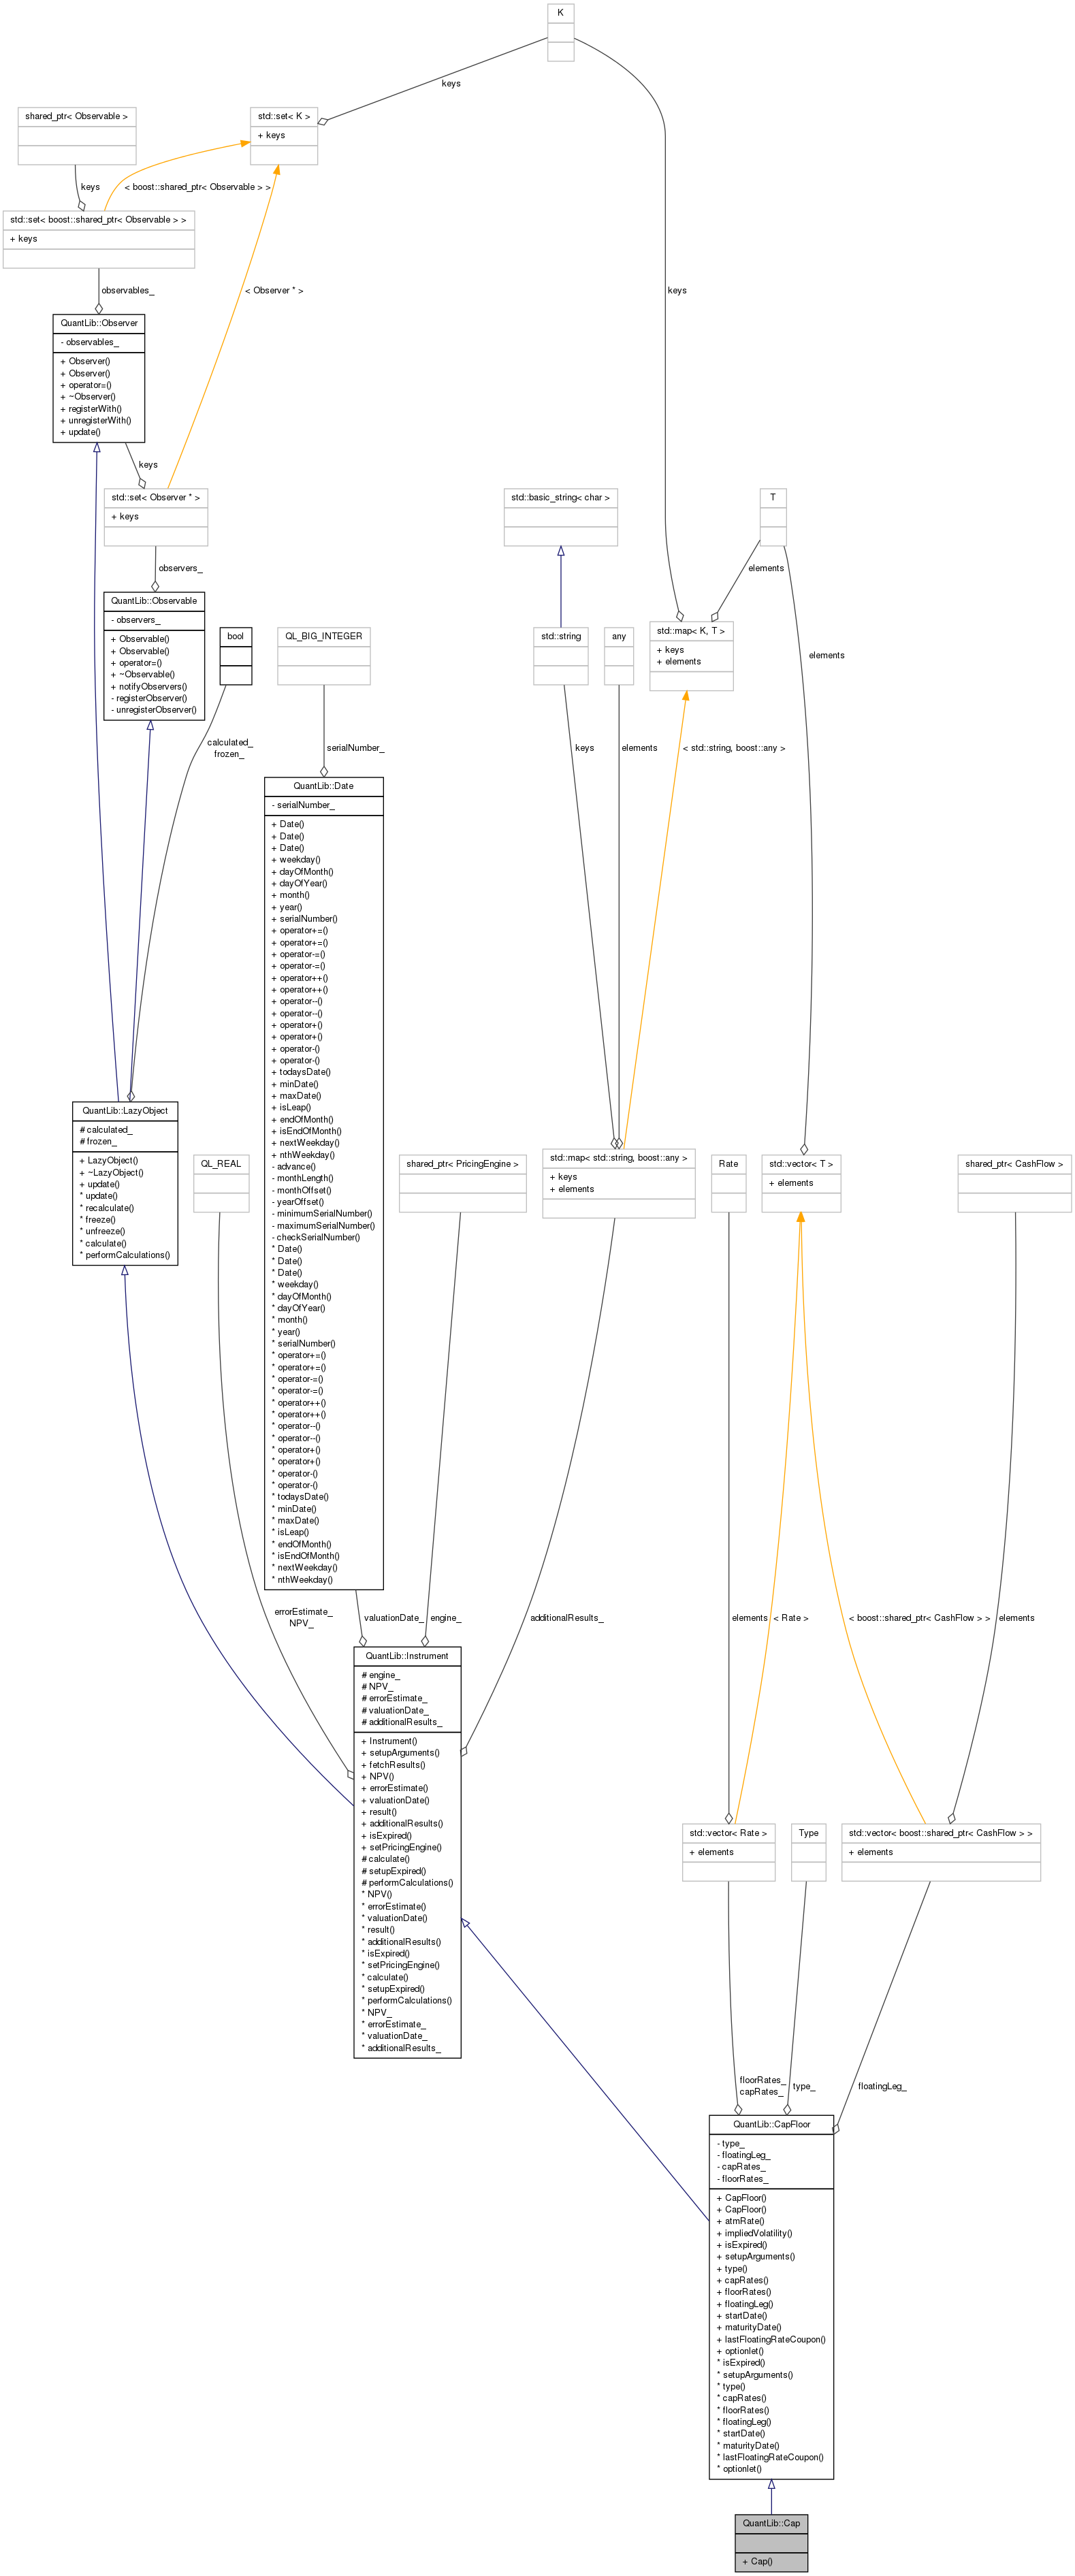 K
keys
shared_ptr< Observable >
std::set< K >
+ keys
keys
< boost::shared_ptr< Observable > >
std::set< boost::shared_ptr< Observable > >
+ keys
observables_
< Observer * >
keys
QuantLib::Observer
- observables_
+ Observer()
+ Observer()
+ operator=()
+ ~Observer()
+ registerWith()
+ unregisterWith()
+ update()
keys
std::set< Observer * >
+ keys
std::basic_string< char >
T
observers_
elements
QuantLib::Observable
- observers_
+ Observable()
+ Observable()
+ operator=()
+ ~Observable()
+ notifyObservers()
- registerObserver()
- unregisterObserver()
bool
QL_BIG_INTEGER
std::string
any
std::map< K, T >
+ keys
+ elements
elements
calculated_
frozen_
serialNumber_
keys
elements
< std::string, boost::any >
QuantLib::Date
- serialNumber_
+ Date()
+ Date()
+ Date()
+ weekday()
+ dayOfMonth()
+ dayOfYear()
+ month()
+ year()
+ serialNumber()
+ operator+=()
+ operator+=()
+ operator-=()
+ operator-=()
+ operator++()
+ operator++()
+ operator--()
+ operator--()
+ operator+()
+ operator+()
+ operator-()
+ operator-()
+ todaysDate()
+ minDate()
+ maxDate()
+ isLeap()
+ endOfMonth()
+ isEndOfMonth()
+ nextWeekday()
+ nthWeekday()
- advance()
- monthLength()
- monthOffset()
- yearOffset()
- minimumSerialNumber()
- maximumSerialNumber()
- checkSerialNumber()
* Date()
* Date()
* Date()
* weekday()
* dayOfMonth()
* dayOfYear()
* month()
* year()
* serialNumber()
* operator+=()
* operator+=()
* operator-=()
* operator-=()
* operator++()
* operator++()
* operator--()
* operator--()
* operator+()
* operator+()
* operator-()
* operator-()
* todaysDate()
* minDate()
* maxDate()
* isLeap()
* endOfMonth()
* isEndOfMonth()
* nextWeekday()
* nthWeekday()
QuantLib::LazyObject
# calculated_
# frozen_
+ LazyObject()
+ ~LazyObject()
+ update()
* update()
* recalculate()
* freeze()
* unfreeze()
* calculate()
* performCalculations()
QL_REAL
shared_ptr< PricingEngine >
std::map< std::string, boost::any >
+ keys
+ elements
Rate
std::vector< T >
+ elements
shared_ptr< CashFlow >
errorEstimate_
NPV_
valuationDate_
engine_
additionalResults_
elements
< Rate >
< boost::shared_ptr< CashFlow > >
elements
QuantLib::Instrument
# engine_
# NPV_
# errorEstimate_
# valuationDate_
# additionalResults_
+ Instrument()
+ setupArguments()
+ fetchResults()
+ NPV()
+ errorEstimate()
+ valuationDate()
+ result()
+ additionalResults()
+ isExpired()
+ setPricingEngine()
# calculate()
# setupExpired()
# performCalculations()
* NPV()
* errorEstimate()
* valuationDate()
* result()
* additionalResults()
* isExpired()
* setPricingEngine()
* calculate()
* setupExpired()
* performCalculations()
* NPV_
* errorEstimate_
* valuationDate_
* additionalResults_
std::vector< Rate >
+ elements
Type
std::vector< boost::shared_ptr< CashFlow > >
+ elements
floorRates_
capRates_
type_
floatingLeg_
QuantLib::CapFloor
- type_
- floatingLeg_
- capRates_
- floorRates_
+ CapFloor()
+ CapFloor()
+ atmRate()
+ impliedVolatility()
+ isExpired()
+ setupArguments()
+ type()
+ capRates()
+ floorRates()
+ floatingLeg()
+ startDate()
+ maturityDate()
+ lastFloatingRateCoupon()
+ optionlet()
* isExpired()
* setupArguments()
* type()
* capRates()
* floorRates()
* floatingLeg()
* startDate()
* maturityDate()
* lastFloatingRateCoupon()
* optionlet()
QuantLib::Cap
+ Cap()